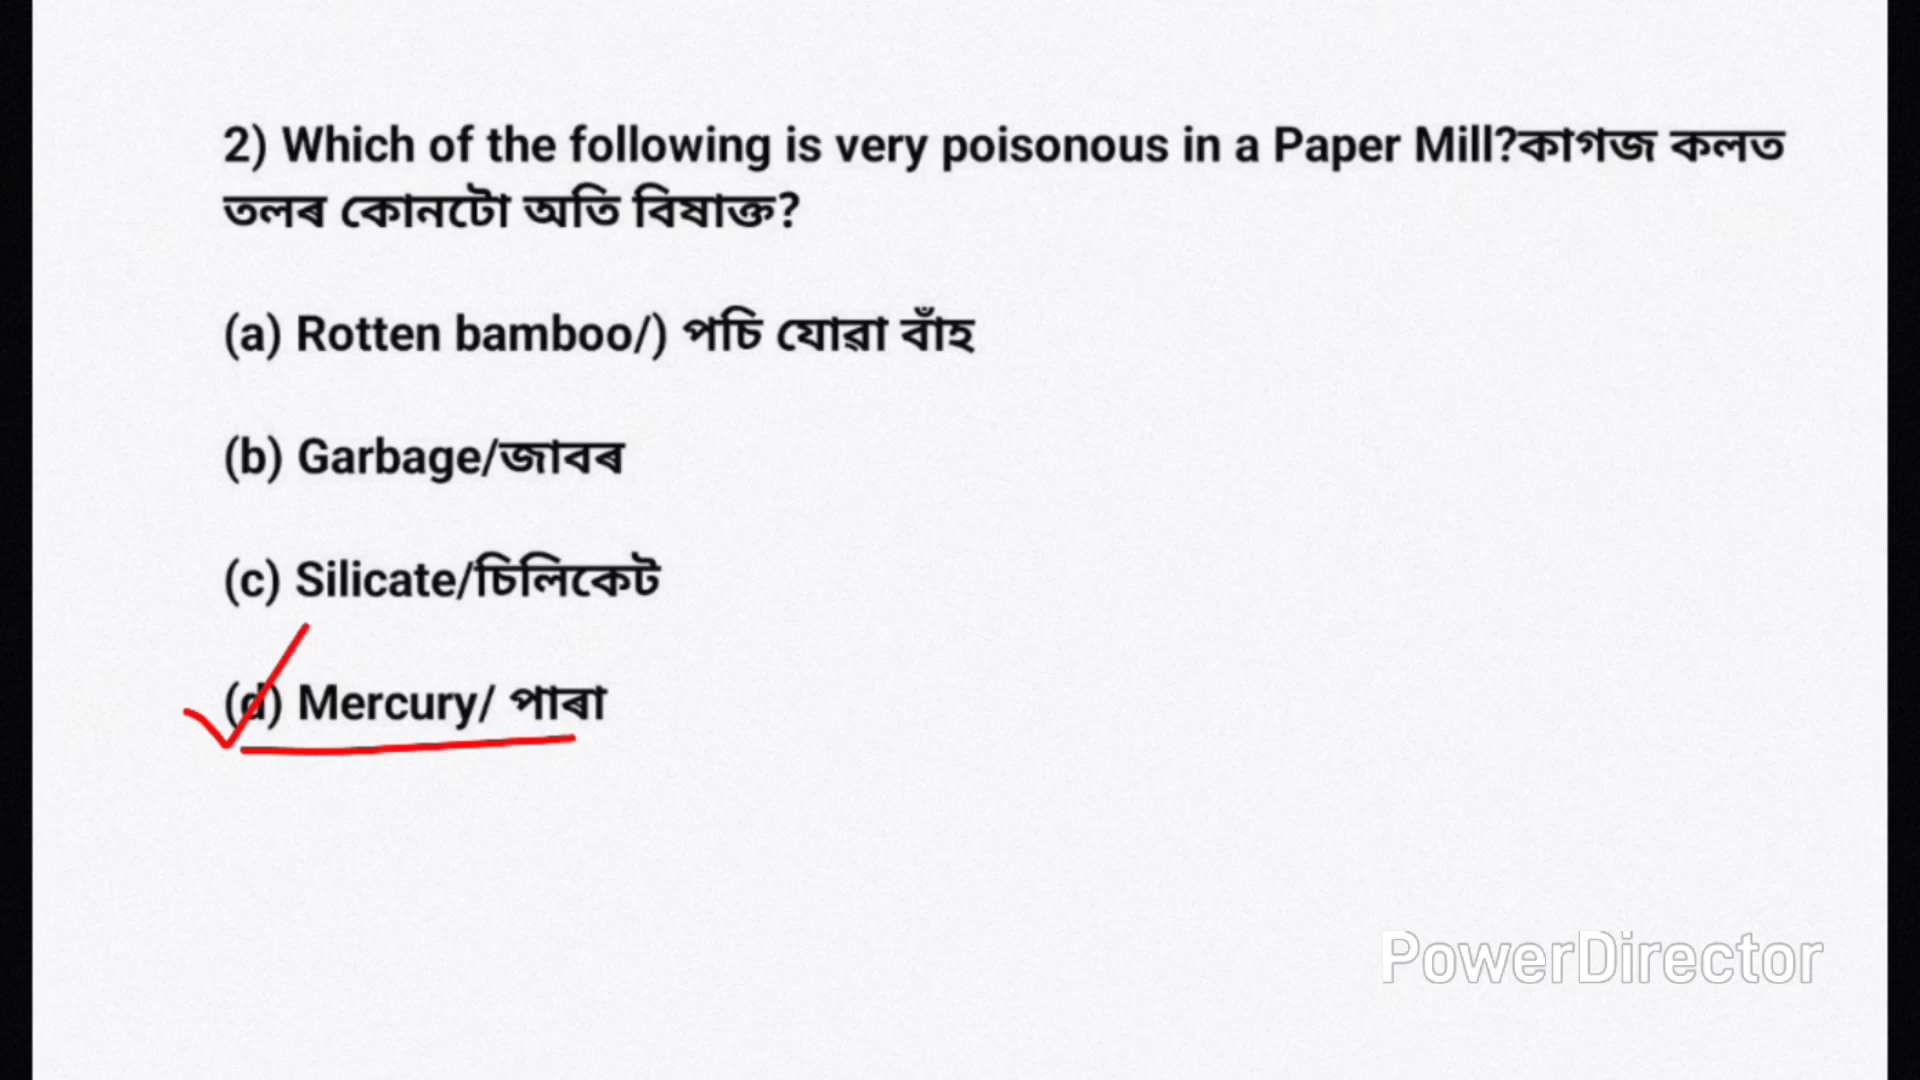 2) Which of the following is very poisonous in a Paper Mill?কাগজ কলত
তলৰ কোনটো অতি বিষাক্ত?
(a) Rotten bamboo/) পচি যোৱা বাঁহ
(b) Garbage/জাবৰ
(c) Silicate/চিলিকেট
(d) Mercury/ পাৰা
PowerDirector